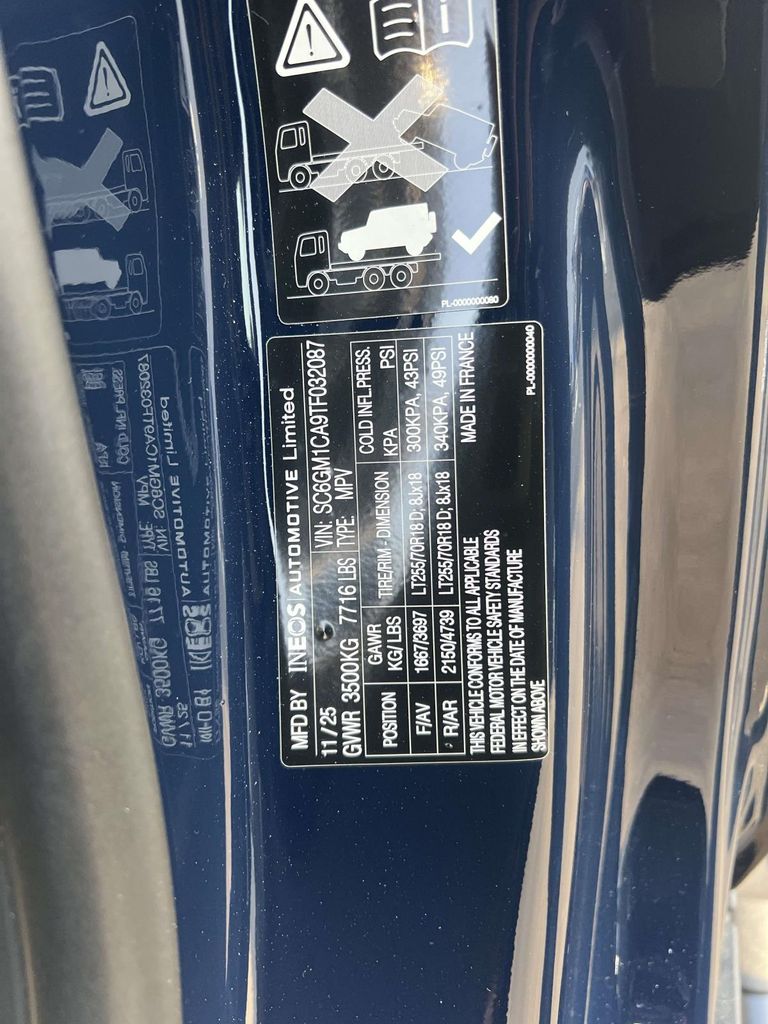 PL-0000000080
MFD BY INEOS AUTOMOTIVE Limited
11/25 VIN: SC6GM1CA9TF032087
GWR 3500KG 7716 LBS TYPE: MPV
POSITION GAWR KG/LBS TIRE/RIM - DIMENSION COLD INFL.PRESS. KPA PSI
F/AV 1667/3697 LT255/70R18 D; 8Jx18 300KPA, 43PSI
R/AR 2150/4739 LT255/70R18 D; 8Jx18 340KPA, 49PSI
THIS VEHICLE CONFORMS TO ALL APPLICABLE MADE IN FRANCE
FEDERAL MOTOR VEHICLE SAFETY STANDARDS
IN EFFECT ON THE DATE OF MANUFACTURE
SHOWN ABOVE
PL-0000000040